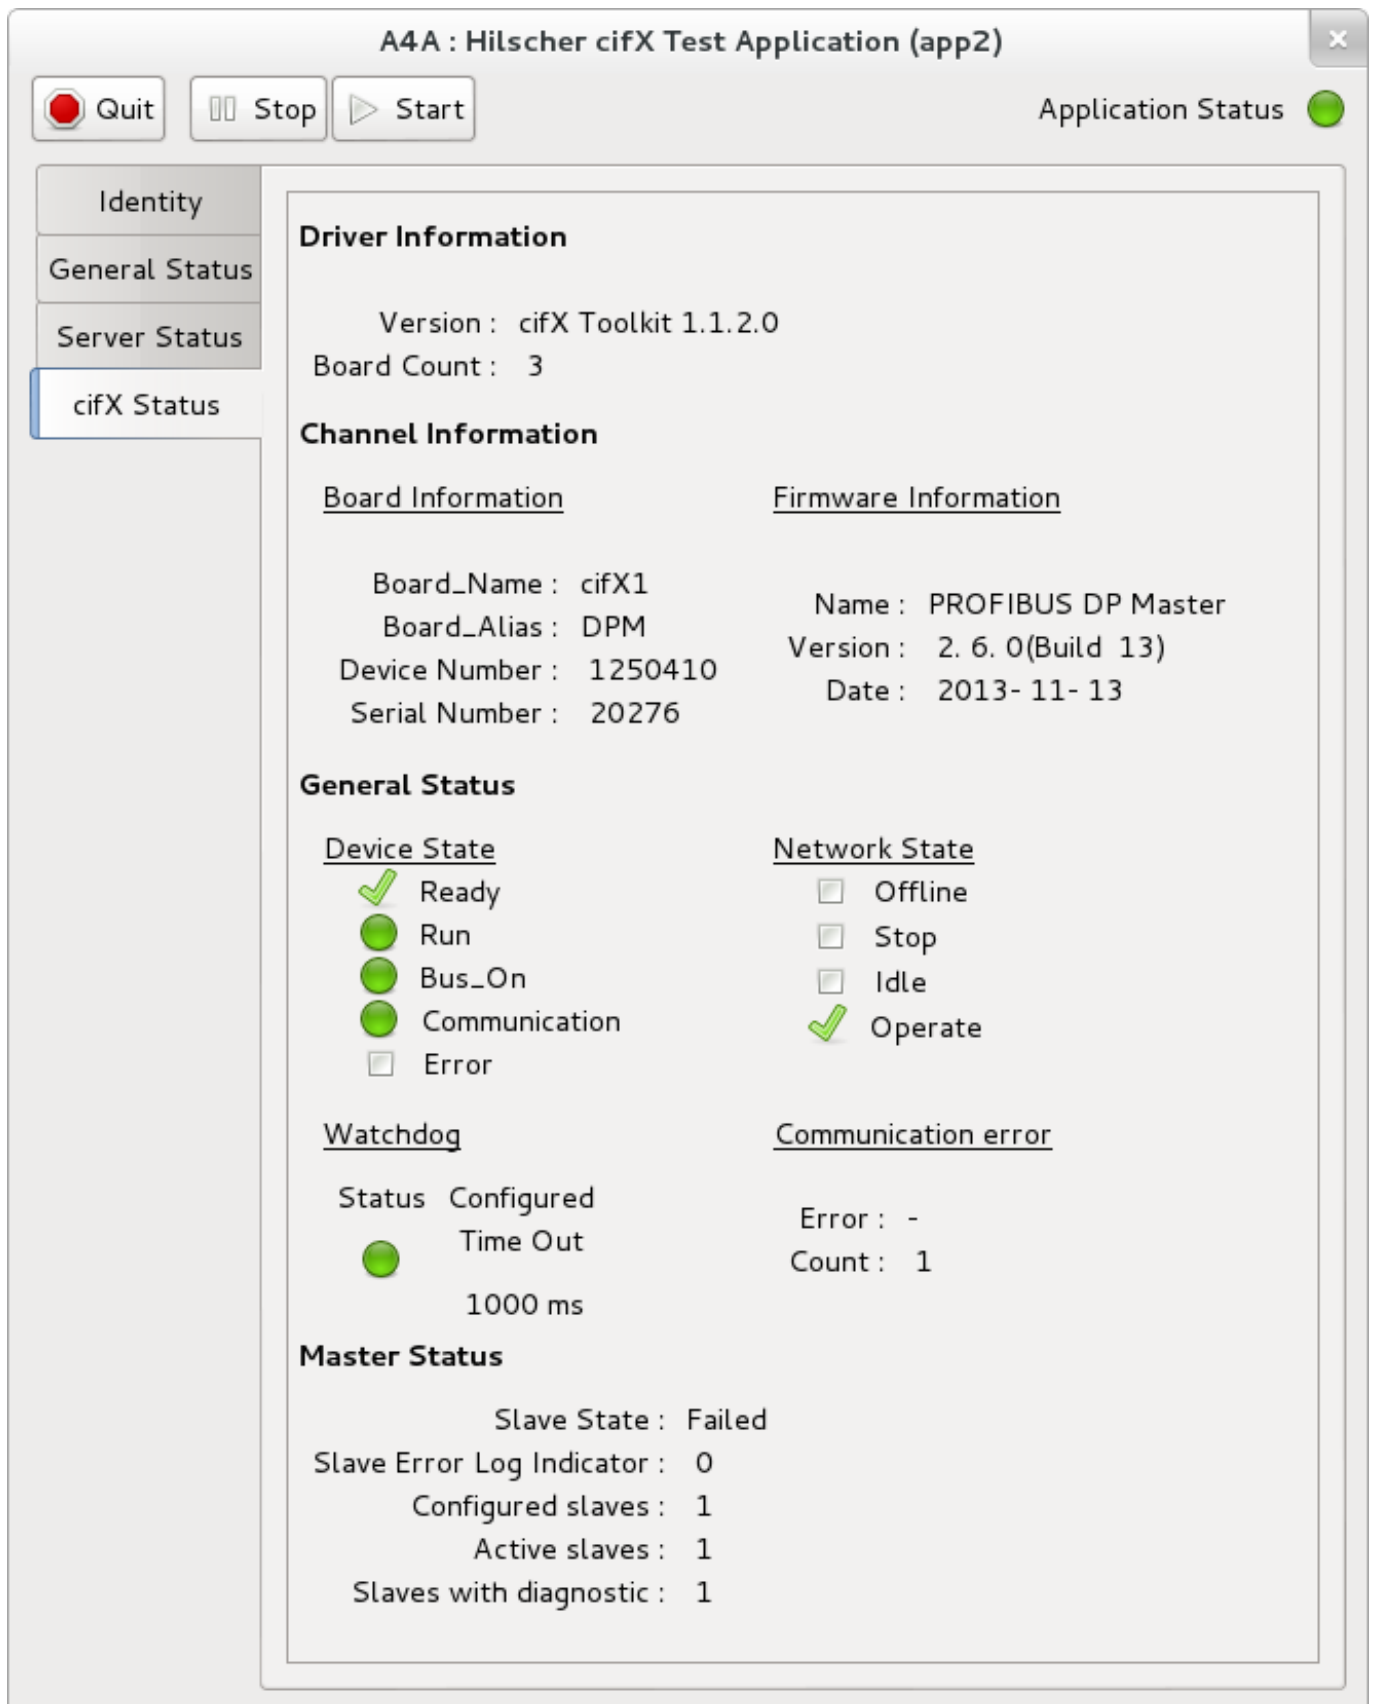 A4A : Hilscher cifX Test Application (app2)
Quit Stop Start Application Status
Identity
General Status
Server Status
cifX Status
Driver Information
Version : cifX Toolkit 1.1.2.0
Board Count : 3
Channel Information
Board Information
Board_Name : cifX1
Board_Alias : DPM
Device Number : 1250410
Serial Number : 20276
Firmware Information
Name : PROFIBUS DP Master
Version : 2. 6. 0(Build 13)
Date : 2013- 11- 13
General Status
Device State
Ready
Run
Bus_On
Communication
Error
Network State
Offline
Stop
Idle
Operate
Watchdog
Status Configured
Time Out
1000 ms
Communication error
Error : -
Count : 1
Master Status
Slave State : Failed
Slave Error Log Indicator : 0
Configured slaves : 1
Active slaves : 1
Slaves with diagnostic : 1